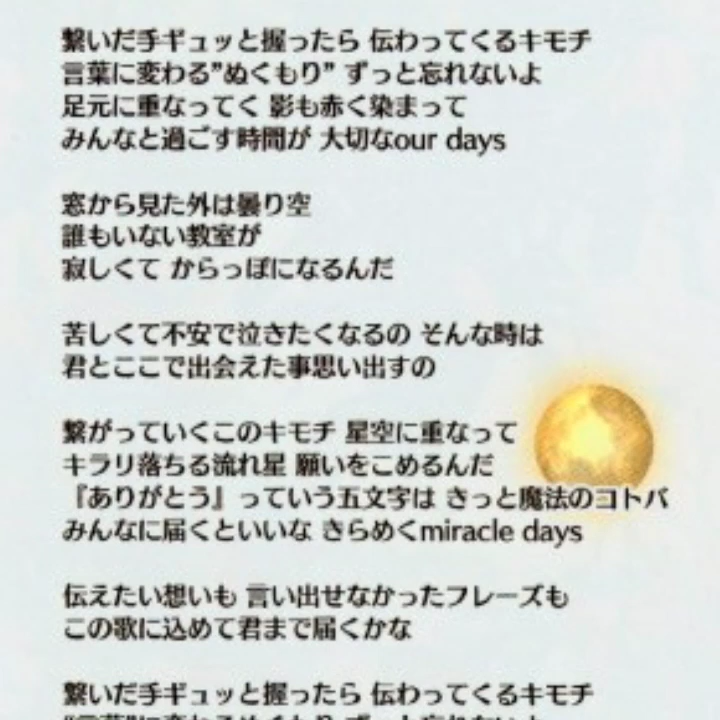 繋いだ手ギュッと握ったら 伝わってくるキモチ
言葉に変わる”ぬくもり” ずっと忘れないよ
足元に重なってく 影も赤く染まって
みんなと過ごす時間が 大切なour days
窓から見た外は曇り空
誰もいない教室が
寂しくて からっぽになるんだ
苦しくて不安で泣きたくなるの そんな時は
君とここで出会えた事思い出すの
繋がっていくこのキモチ 星空に重なって
キラリ落ちる流れ星 願いをこめるんだ
『ありがとう』っていう五文字は きっと魔法のコトバ
みんなに届くといいな きらめくmiracle days
伝えたい想いも 言い出せなかったフレーズも
この歌に込めて君まで届くかな
繋いだ手ギュッと握ったら 伝わってくるキモチ